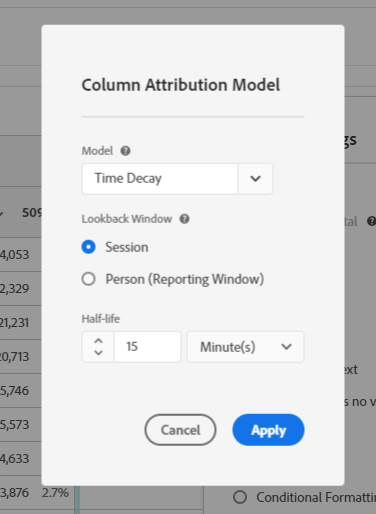 Column Attribution Model
gs
Model
Time Decay
509
Lookback Window
tal
Session
4,053
Person (Reporting Window)
2,329
Half-life
21,231
15 Minute(s)
20,713
ext
5,746
s no v
5,573
Cancel Apply
4,633
3,876 2.7%
Conditional Formattin